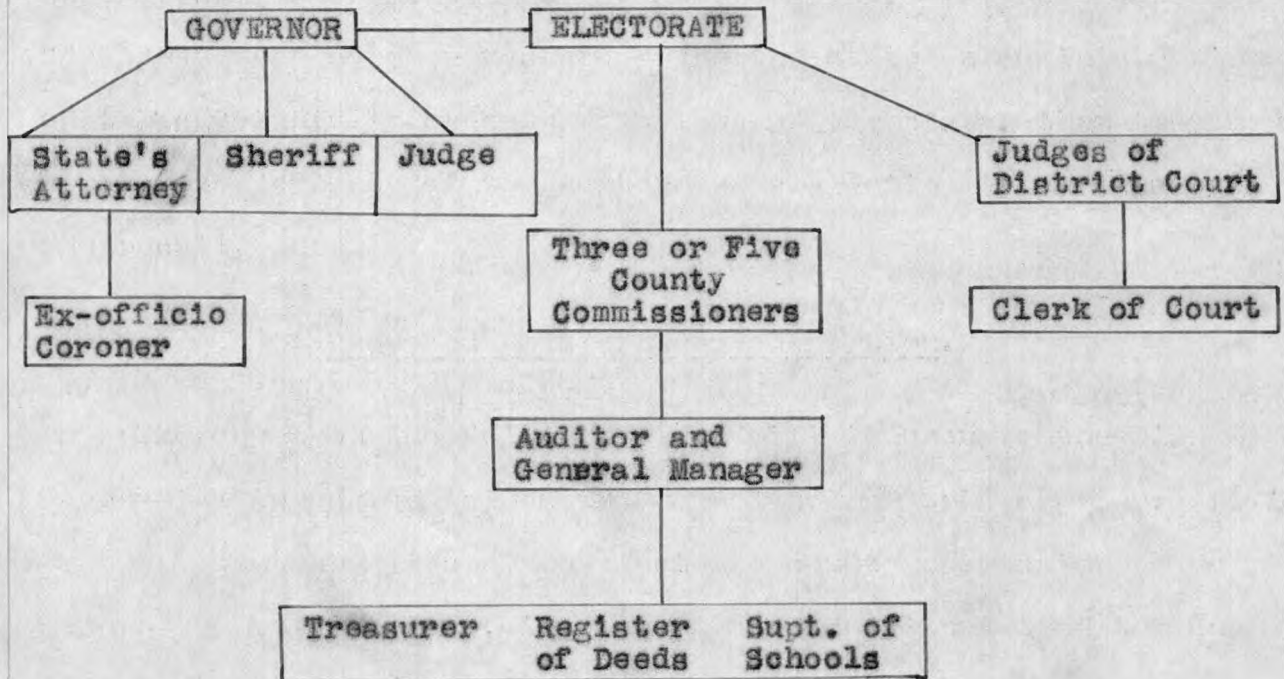 GOVERNOR
ELECTORATE
State's
Attorney
Sheriff
Judge
Judges of
District Court
Three or Five
County
Commissioners
Ex-officio
Coroner
Clerk of Court
Auditor and
General Manager
Treasurer
Register
of Deeds
Supt. of
Schools